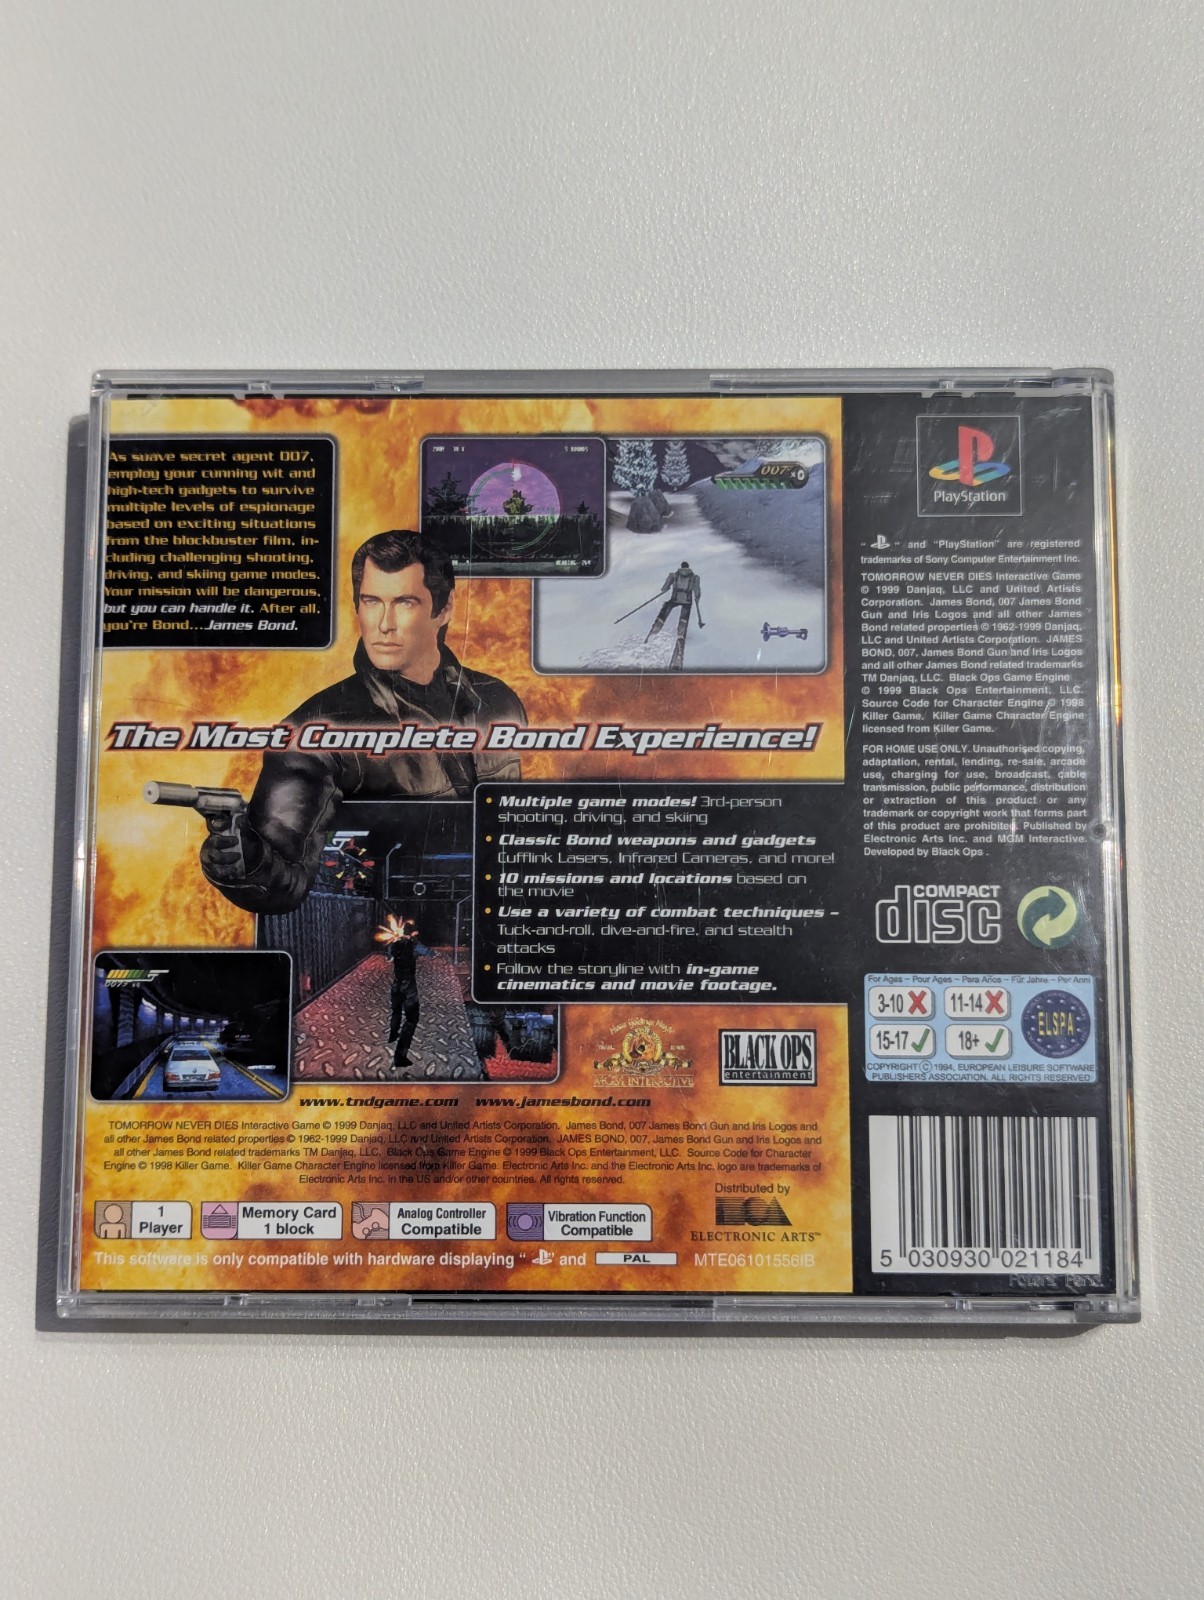 As suave secret agent 007,
employ your cunning wit and
high-tech gadgets to survive
multiple levels of espionage
based on exciting situations
from the blockbuster film, in-
cluding challenging shooting,
driving, and skiing game modes.
Your mission will be dangerous,
but you can handle it. After all,
you're Bond...James Bond.
007 x0
The Most Complete Bond Experience!
• Multiple game modes! 3rd-person
shooting, driving, and skiing
• Classic Bond weapons and gadgets
Cufflink Lasers, Infrared Cameras, and more!
• 10 missions and locations based on
the movie
• Use a variety of combat techniques –
Tuck-and-roll, dive-and-fire, and stealth
attacks
• Follow the storyline with in-game
cinematics and movie footage.
MGM INTERACTIVE
BLACK OPS
entertainment
www.tndgame.com www.jamesbond.com
TOMORROW NEVER DIES Interactive Game © 1999 Danjaq, LLC and United Artists Corporation. James Bond, 007 James Bond Gun and Iris Logos and
all other James Bond related properties © 1962-1999 Danjaq, LLC and United Artists Corporation. JAMES BOND, 007, James Bond Gun and Iris Logos and
all other James Bond related trademarks TM Danjaq, LLC. Black Ops Game Engine © 1999 Black Ops Entertainment, LLC. Source Code for Character
Engine © 1998 Killer Game. Killer Game Character Engine licensed from Killer Game. Electronic Arts Inc. and the Electronic Arts Inc. logo are trademarks of
Electronic Arts Inc. in the US and/or other countries. All rights reserved.
1
Player
Memory Card
1 block
Analog Controller
Compatible
Vibration Function
Compatible
Distributed by
ELECTRONIC ARTS™
This software is only compatible with hardware displaying " " and PAL MTE06101556IB
PlayStation
" " and "PlayStation" are registered
trademarks of Sony Computer Entertainment Inc.
TOMORROW NEVER DIES Interactive Game
© 1999 Danjaq, LLC and United Artists
Corporation. James Bond, 007 James Bond
Gun and Iris Logos and all other James
Bond related properties © 1962-1999 Danjaq,
LLC and United Artists Corporation. JAMES
BOND, 007, James Bond Gun and Iris Logos
and all other James Bond related trademarks
TM Danjaq, LLC. Black Ops Game Engine
© 1999 Black Ops Entertainment, LLC.
Source Code for Character Engine © 1998
Killer Game. Killer Game Character Engine
licensed from Killer Game.
FOR HOME USE ONLY. Unauthorised copying,
adaptation, rental, lending, re-sale, arcade
use, charging for use, broadcast, cable
transmission, public performance, distribution
or extraction of this product or any
trademark or copyright work that forms part
of this product are prohibited. Published by
Electronic Arts Inc. and MGM Interactive.
Developed by Black Ops .
COMPACT
disc
For Ages – Pour Ages – Para Años – Für Jahre – Per Anni
3-10 11-14
15-17 18+
ELSPA
COPYRIGHT © 1994, EUROPEAN LEISURE SOFTWARE
PUBLISHERS ASSOCIATION. ALL RIGHTS RESERVED
5 030930 021184